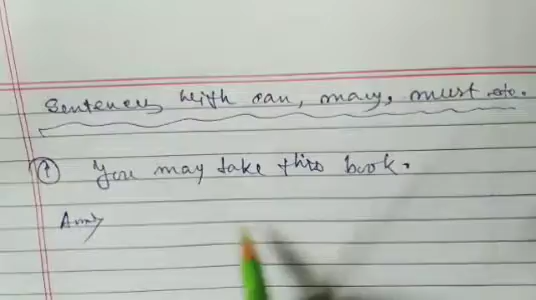 Sentences with can, may, must etc.
① You may take this book.
Ans